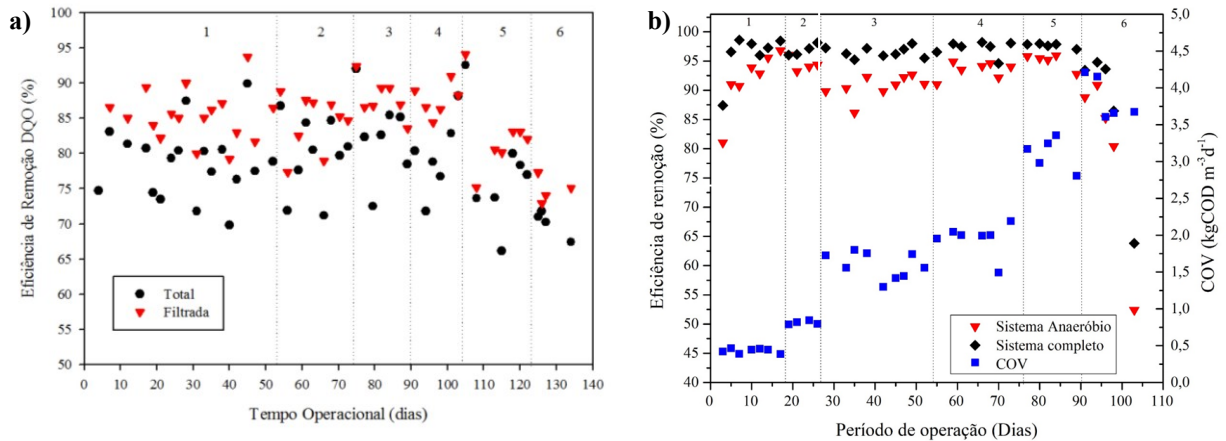 a)
Eficiência de Remoção DQO (%)
100
95
90
85
80
75
70
65
60
55
50
1 2 3 4 5 6
Total
Filtrada
0 10 20 30 40 50 60 70 80 90 100 110 120 130 140
Tempo Operacional (dias)
b)
Eficiência de remoção (%)
100
95
90
85
80
75
70
65
60
55
50
45
40
1 2 3 4 5 6
Sistema Anaeróbio
Sistema completo
COV
0 10 20 30 40 50 60 70 80 90 100 110
Período de operação (Dias)
5,0
4,5
4,0
3,5
3,0
2,5
2,0
1,5
1,0
0,5
0,0
COV (kgCOD m⁻³d⁻¹)